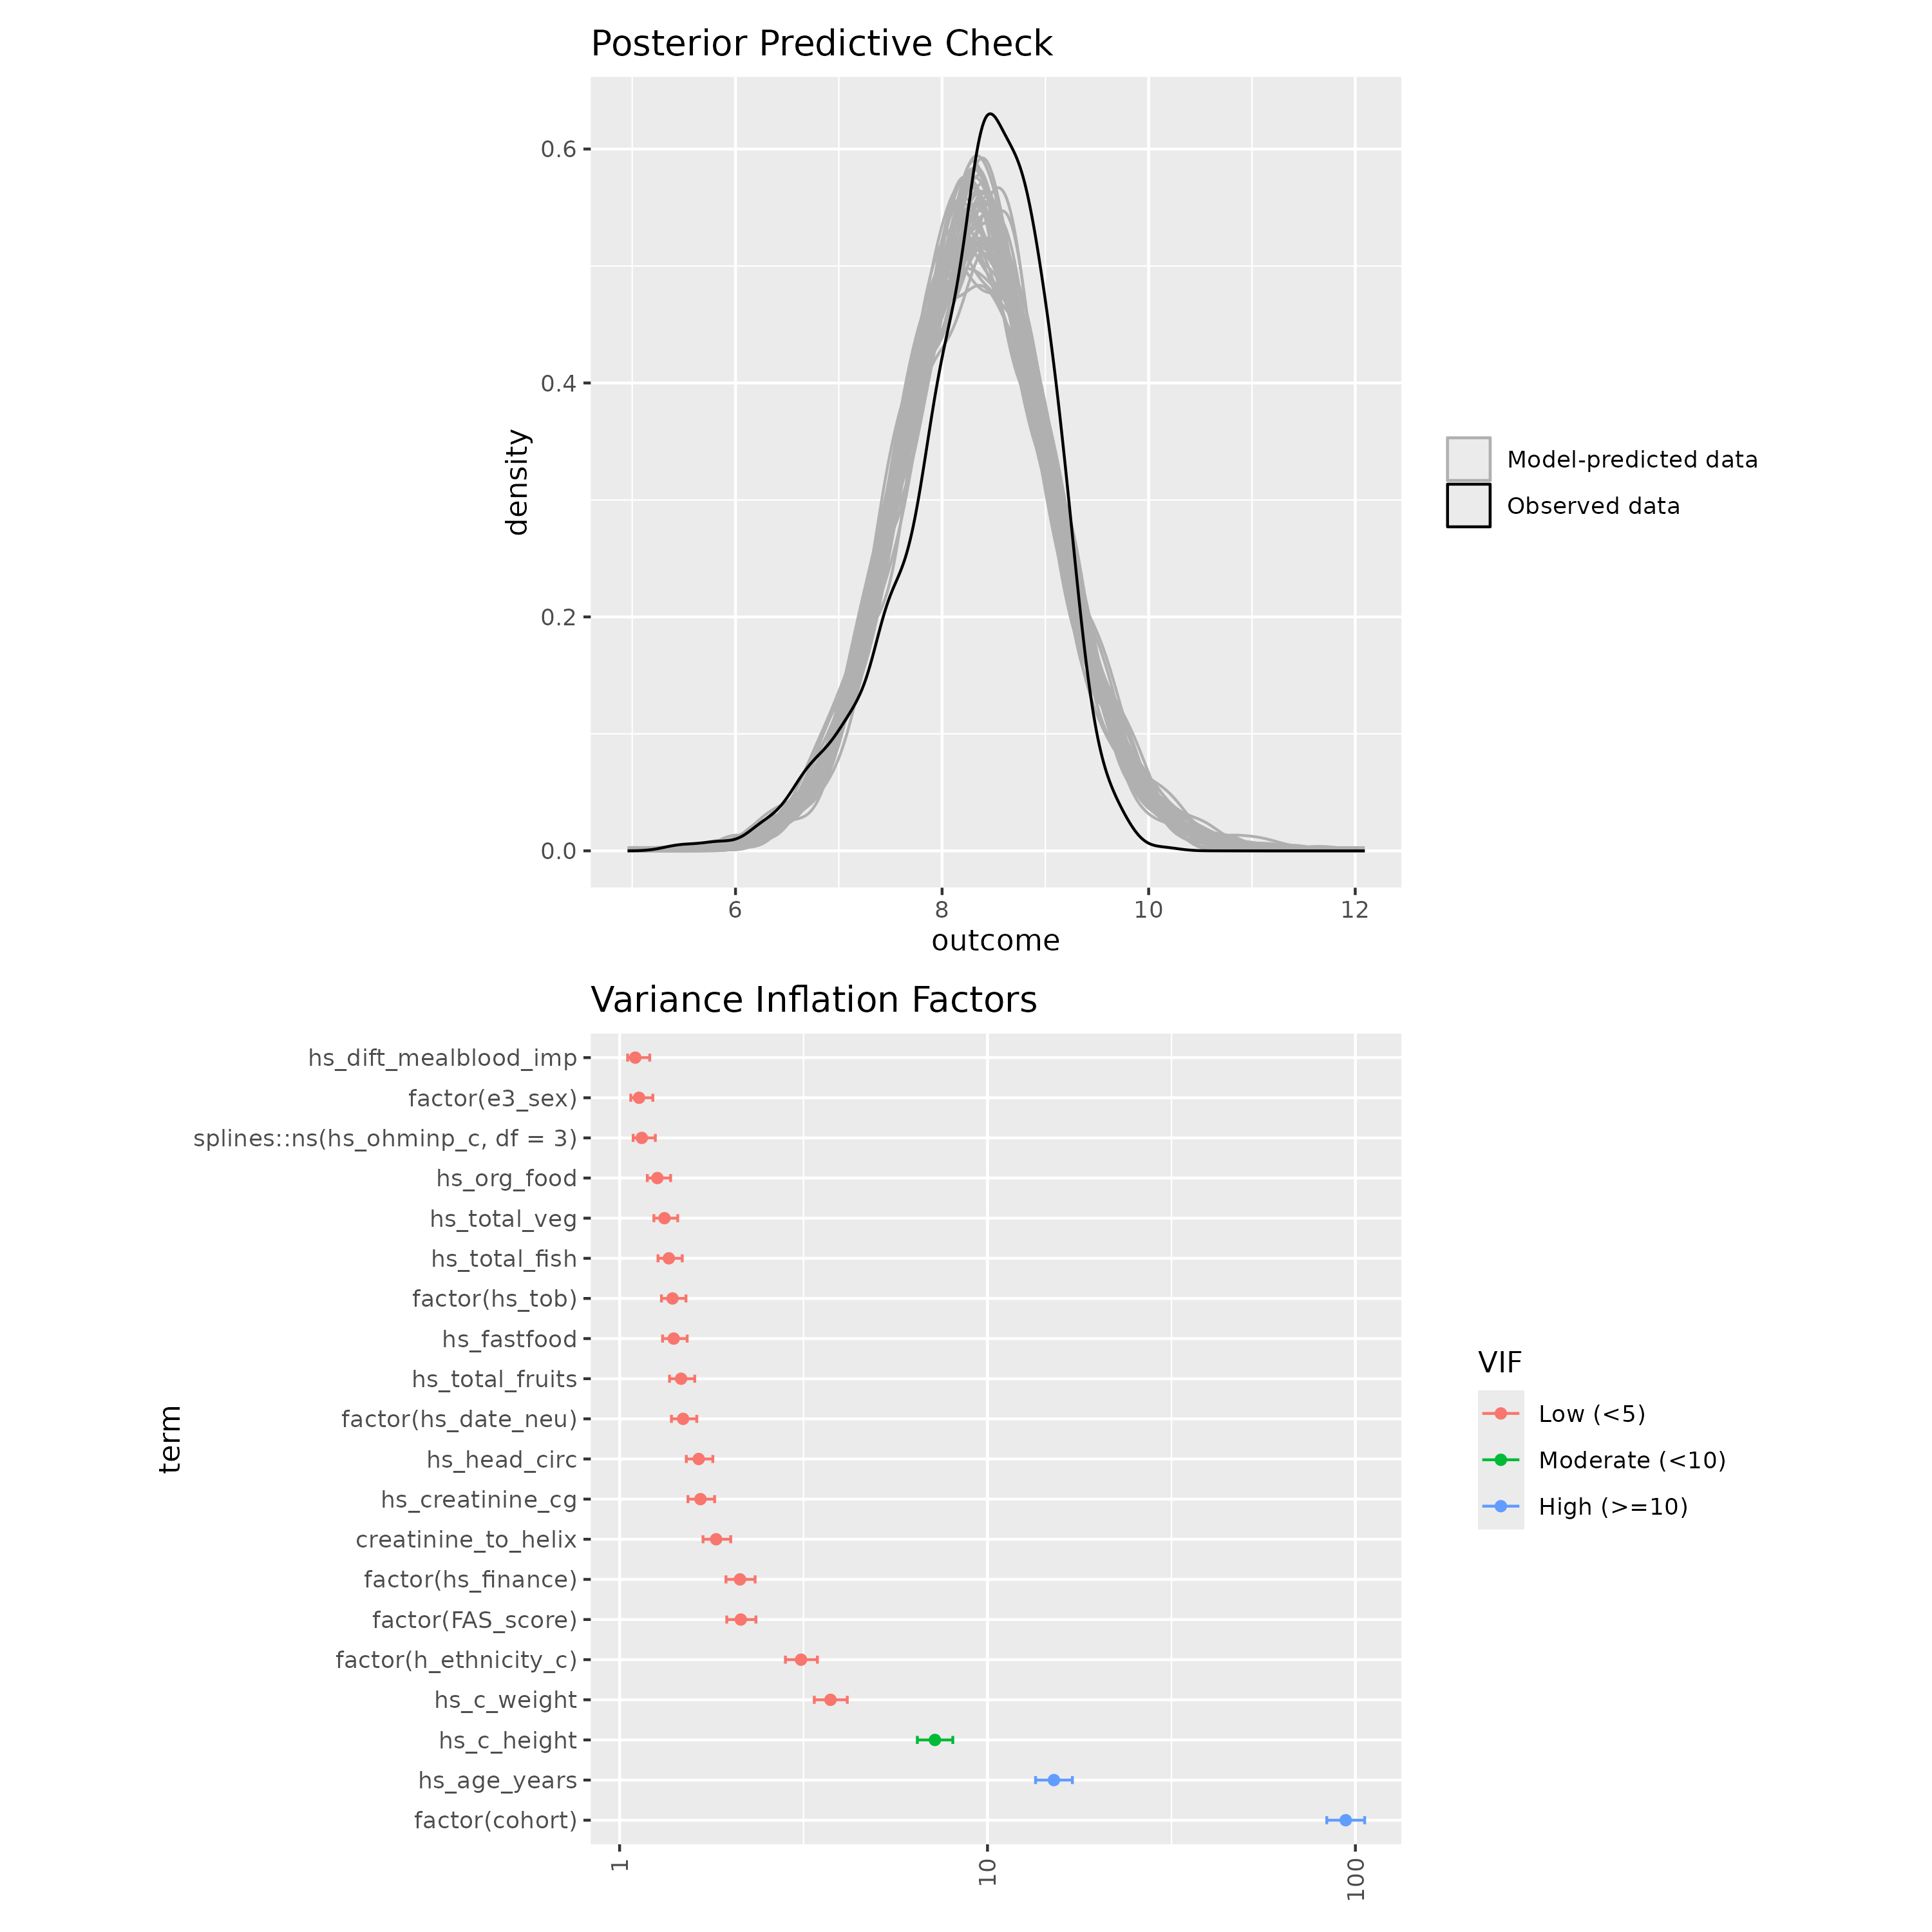 Posterior Predictive Check
0.6
0.4
0.2
0.0
density
6
8
10
12
outcome
Model-predicted data
Observed data
Variance Inflation Factors
hs_dift_mealblood_imp
factor(e3_sex)
splines::ns(hs_ohminp_c, df = 3)
hs_org_food
hs_total_veg
hs_total_fish
factor(hs_tob)
hs_fastfood
hs_total_fruits
factor(hs_date_neu)
hs_head_circ
hs_creatinine_cg
creatinine_to_helix
factor(hs_finance)
factor(FAS_score)
factor(h_ethnicity_c)
hs_c_weight
hs_c_height
hs_age_years
factor(cohort)
term
1
10
100
VIF
Low (<5)
Moderate (<10)
High (>=10)